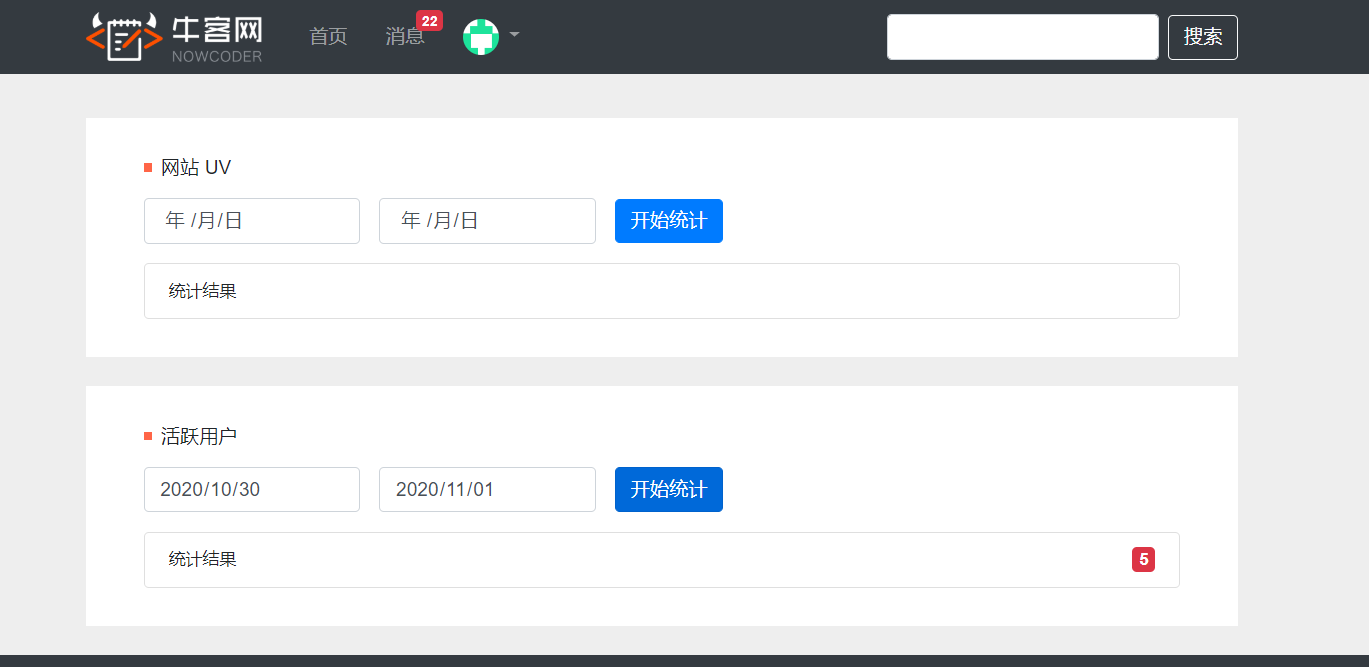 牛客网
NOWCODER
首页 消息 22 搜索
网站 UV
年 /月/日 年 /月/日 开始统计
统计结果
活跃用户
2020/10/30 2020/11/01 开始统计
统计结果 5